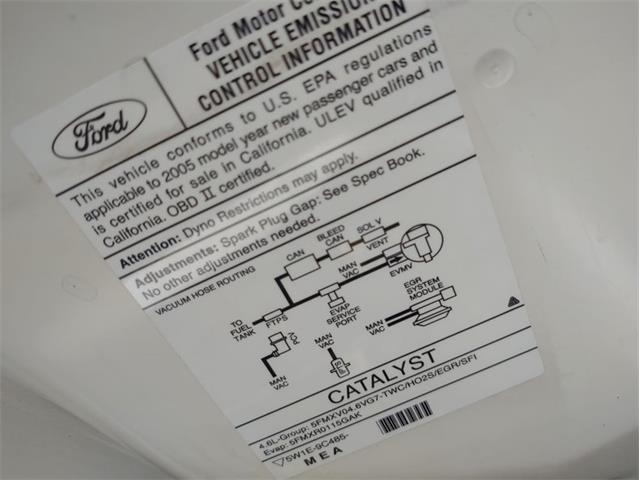 Ford Motor Co
VEHICLE EMISSION
CONTROL INFORMATION
Ford
This vehicle conforms to U.S. EPA regulations
applicable to 2005 model year new passenger cars and
is certified for sale in California. ULEV qualified in
California. OBD II certified.
Attention: Dyno Restrictions may apply.
Adjustments: Spark Plug Gap: See Spec Book.
No other adjustments needed.
VACUUM HOSE ROUTING
CAN
BLEED
CAN
SOL V
VENT
MAN
VAC
EVMV
TO
FUEL
TANK
FTPS
EVAP
SERVICE
PORT
EGR
SYSTEM
MODULE
MAN
VAC
MAN
VAC
MAN
VAC
CATALYST
4.6L-Group: 5FMXV04.6VG7-TWC/HO2S/EGR/SFI
Evap: 5FMXR0115GAK
5W1E-9C485-
MEA